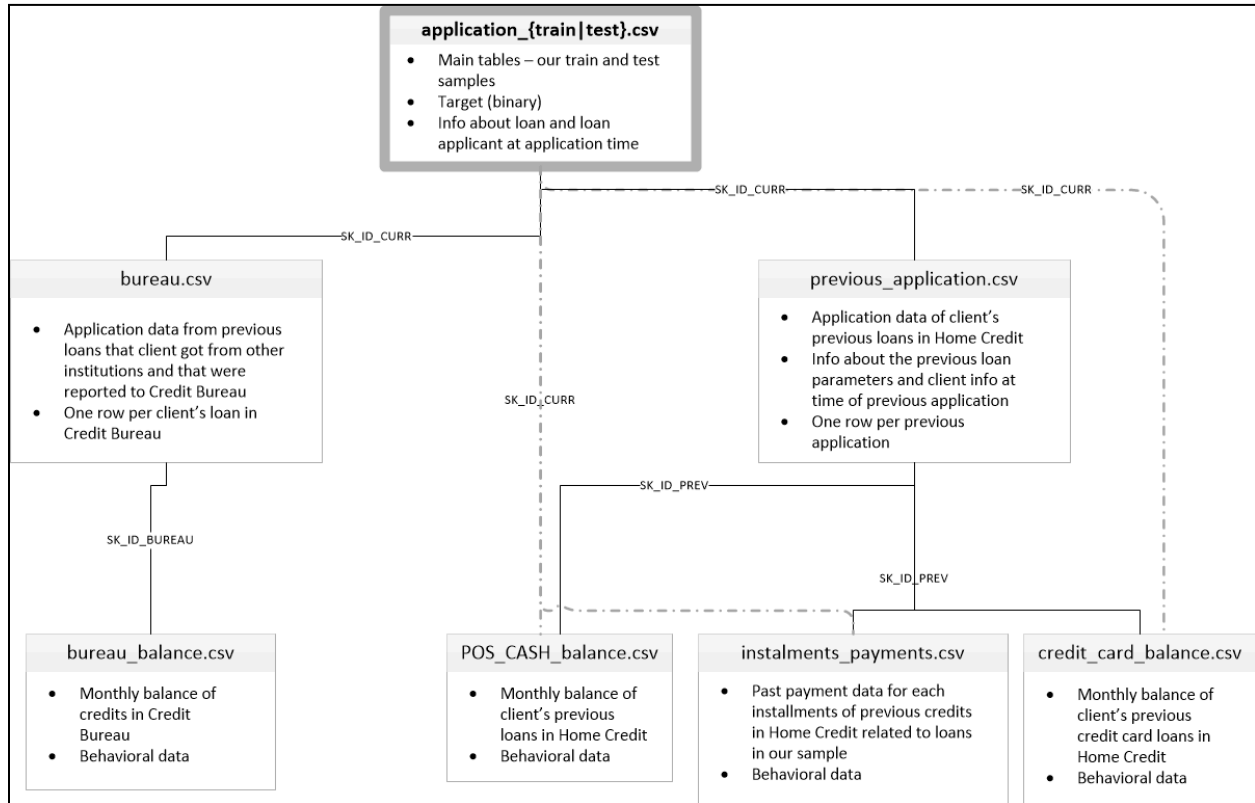 application_{train|test}.csv
• Main tables – our train and test
samples
• Target (binary)
• Info about loan and loan
applicant at application time
SK_ID_CURR
SK_ID_CURR
SK_ID_CURR
bureau.csv
• Application data from previous
loans that client got from other
institutions and that were
reported to Credit Bureau
• One row per client's loan in
Credit Bureau
SK_ID_CURR
previous_application.csv
• Application data of client's
previous loans in Home Credit
• Info about the previous loan
parameters and client info at
time of previous application
• One row per previous
application
SK_ID_PREV
SK_ID_BUREAU
SK_ID_PREV
bureau_balance.csv
• Monthly balance of
credits in Credit
Bureau
• Behavioral data
POS_CASH_balance.csv
• Monthly balance of
client's previous
loans in Home Credit
• Behavioral data
instalments_payments.csv
• Past payment data for each
installments of previous credits
in Home Credit related to loans
in our sample
• Behavioral data
credit_card_balance.csv
• Monthly balance of
client's previous
credit card loans in
Home Credit
• Behavioral data